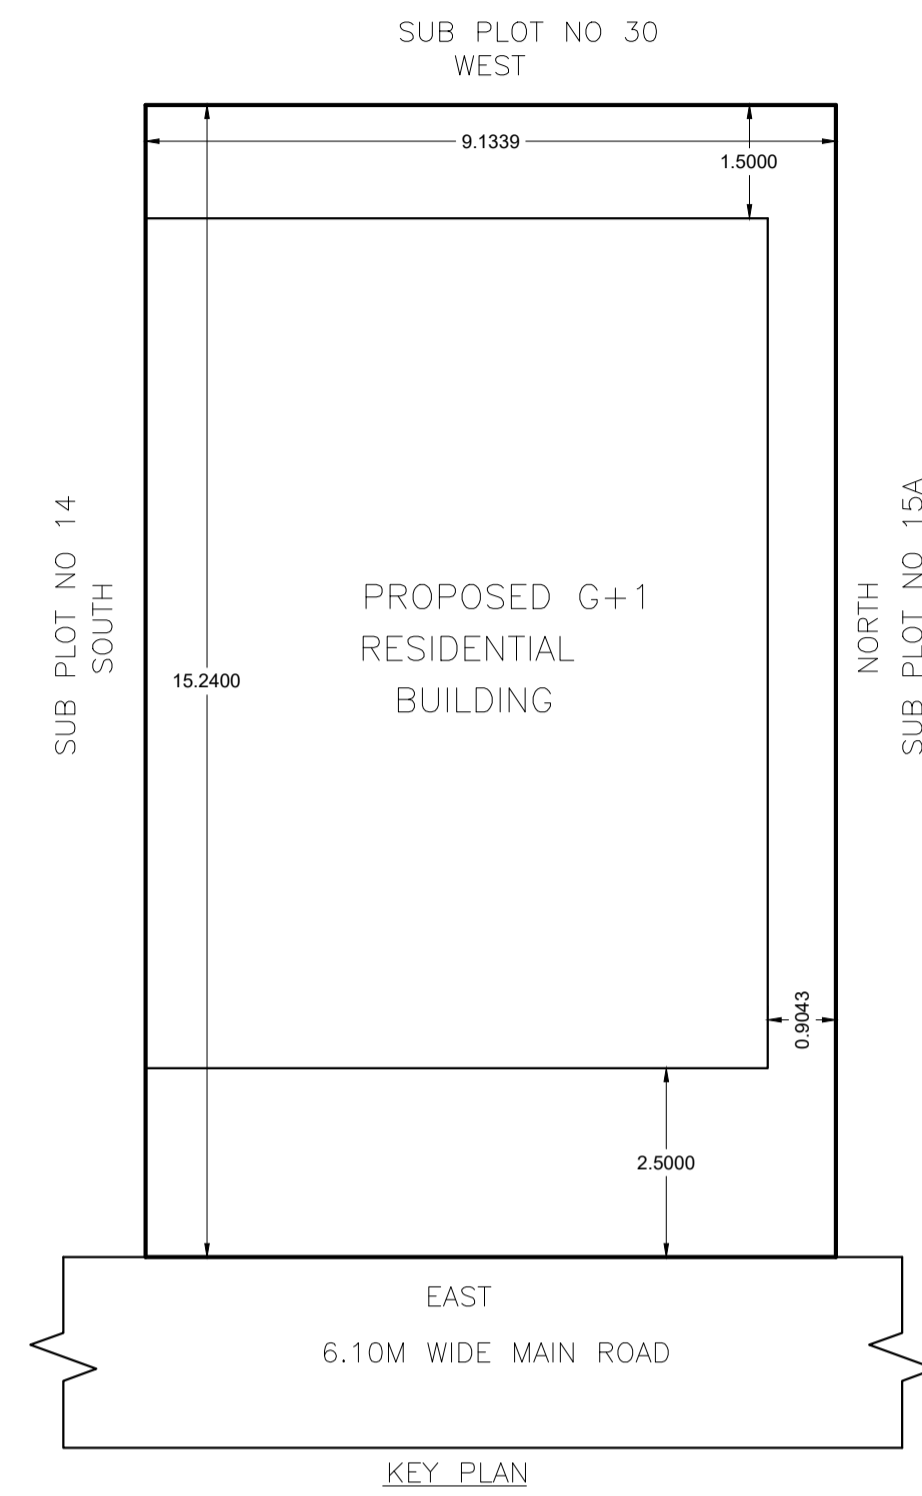 SUB PLOT NO 30
WEST
9.1339
1.5000
SUB PLOT NO 14
SOUTH
PROPOSED G+1
RESIDENTIAL
BUILDING
15.2400
NORTH
SUB PLOT NO 15A
0.9043
2.5000
EAST
6.10M WIDE MAIN ROAD
KEY PLAN